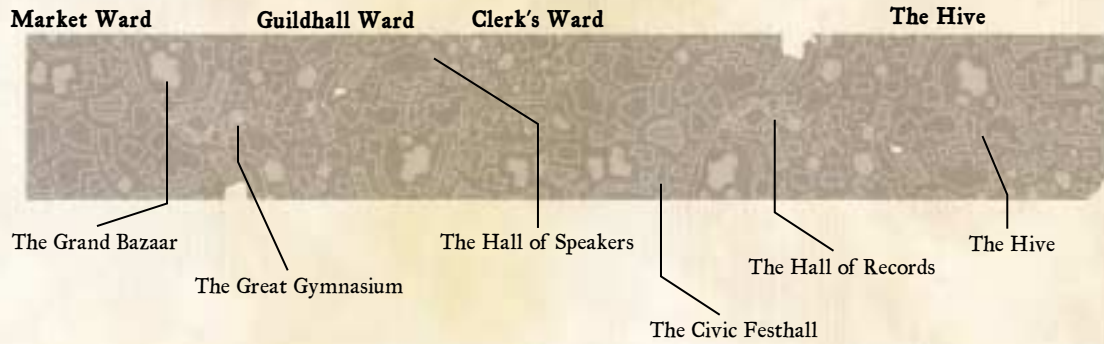 Market Ward
Guildhall Ward
Clerk's Ward
The Hive
The Grand Bazaar
The Great Gymnasium
The Hall of Speakers
The Civic Festhall
The Hall of Records
The Hive